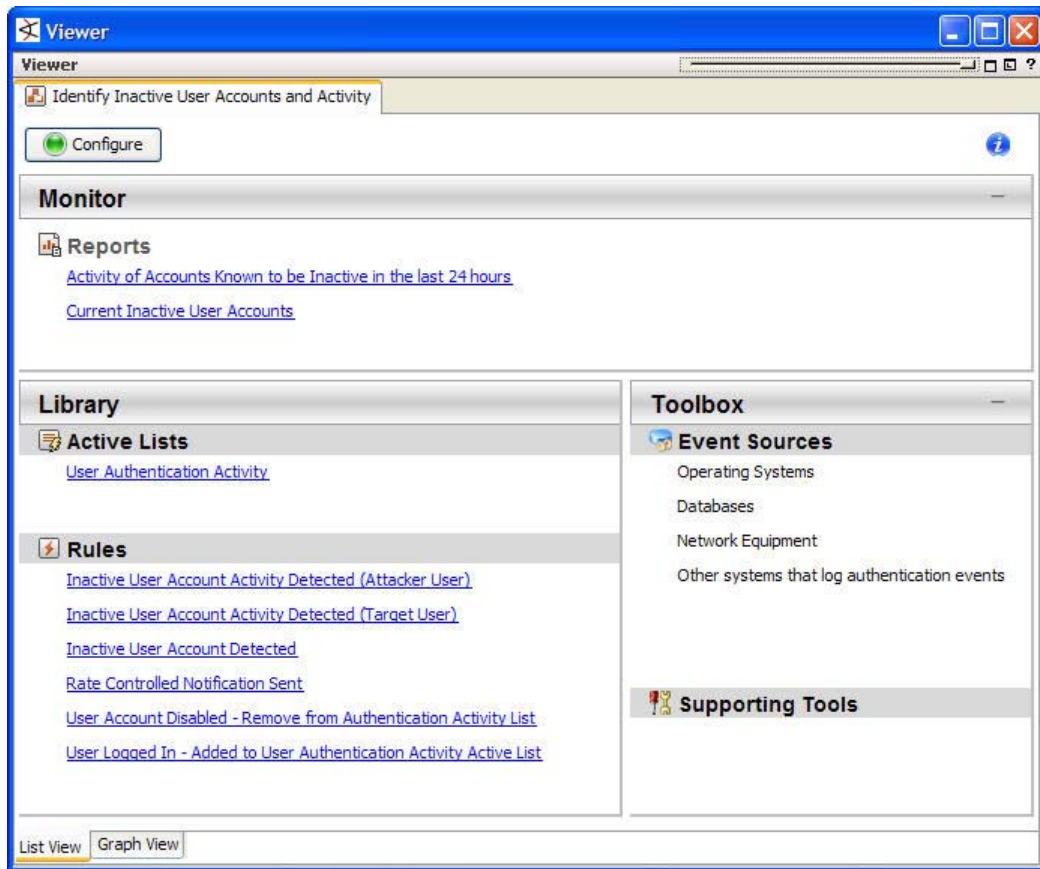 Viewer
Viewer
?
Identify Inactive User Accounts and Activity
Configure
i
Monitor
Reports
Activity of Accounts Known to be Inactive in the last 24 hours
Current Inactive User Accounts
Library
Active Lists
User Authentication Activity
Rules
Inactive User Account Activity Detected (Attacker User)
Inactive User Account Activity Detected (Target User)
Inactive User Account Detected
Rate Controlled Notification Sent
User Account Disabled - Remove from Authentication Activity List
User Logged In - Added to User Authentication Activity Active List
Toolbox
Event Sources
Operating Systems
Databases
Network Equipment
Other systems that log authentication events
Supporting Tools
List View
Graph View